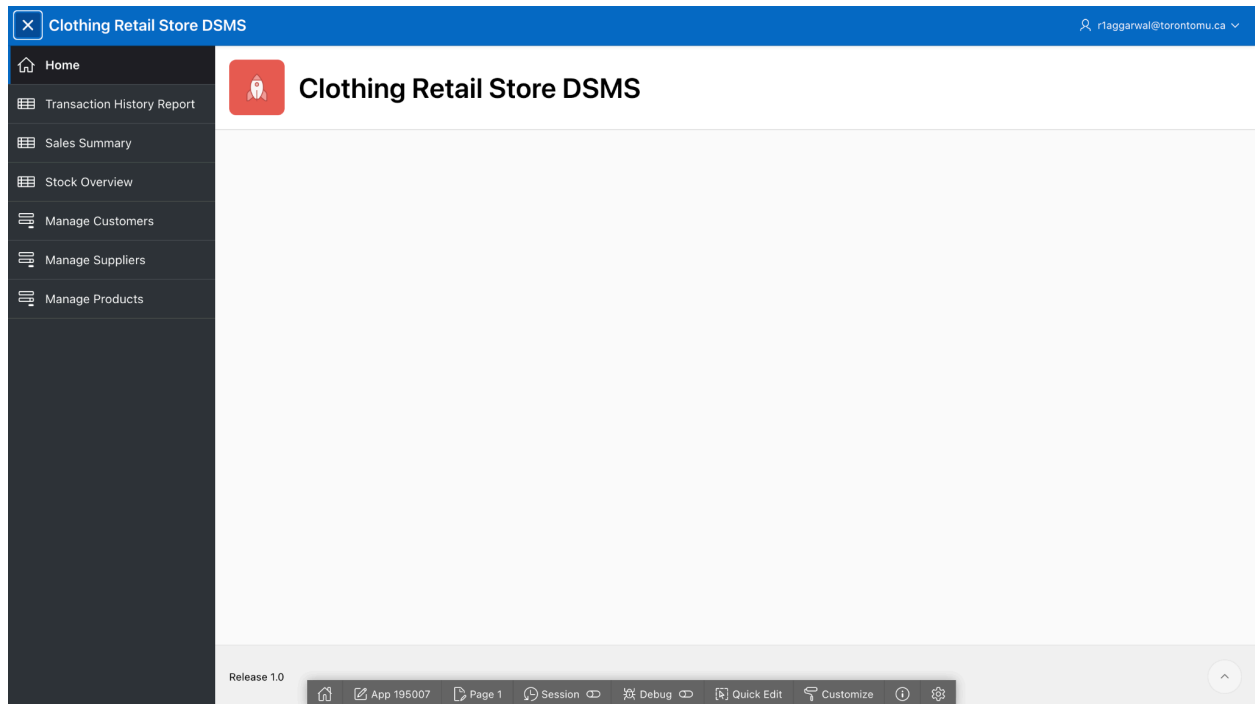 Clothing Retail Store DSMS
r1aggarwal@torontomu.ca
Home
Transaction History Report
Sales Summary
Stock Overview
Manage Customers
Manage Suppliers
Manage Products
Clothing Retail Store DSMS
Release 1.0
App 195007 Page 1 Session Debug Quick Edit Customize